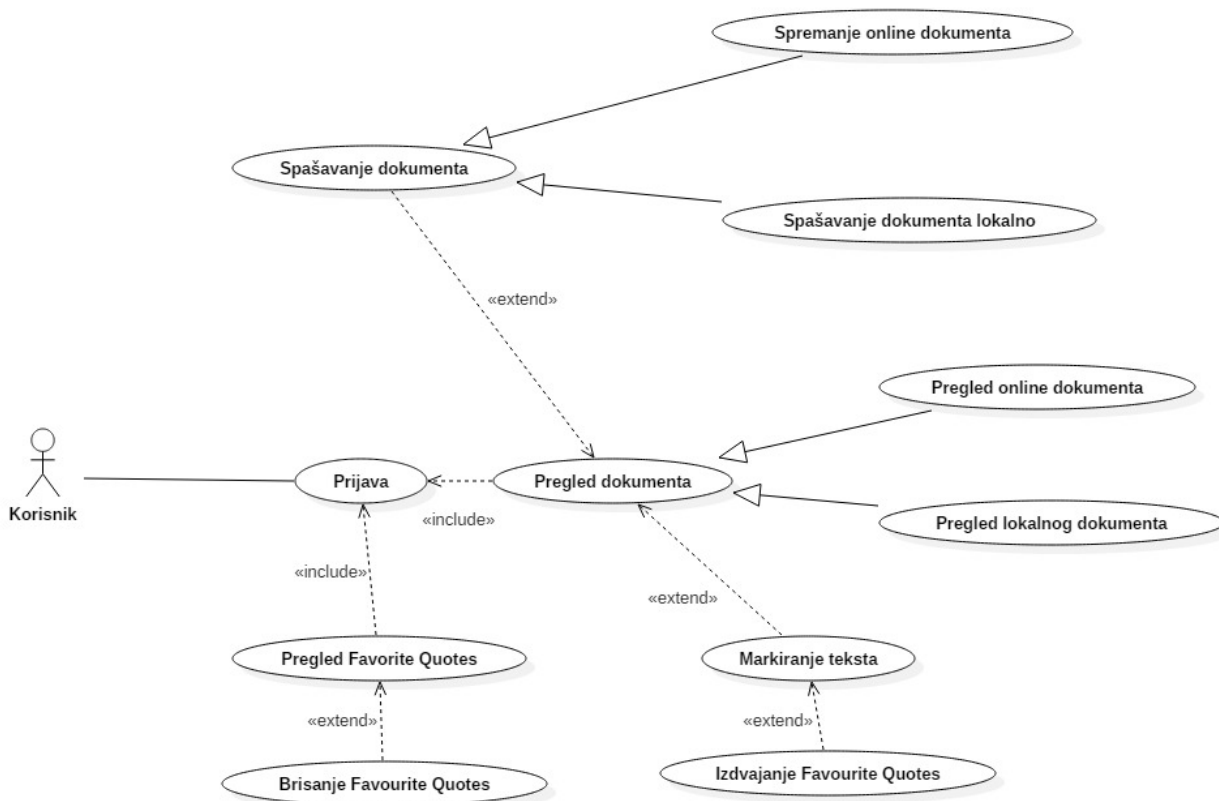 Spremanje online dokumenta
Spašavanje dokumenta
Spašavanje dokumenta lokalno
«extend»
Pregled online dokumenta
Prijava
Pregled dokumenta
Korisnik
«include»
Pregled lokalnog dokumenta
«include»
«extend»
Pregled Favorite Quotes
Markiranje teksta
«extend»
«extend»
Brisanje Favourite Quotes
Izdvajanje Favourite Quotes